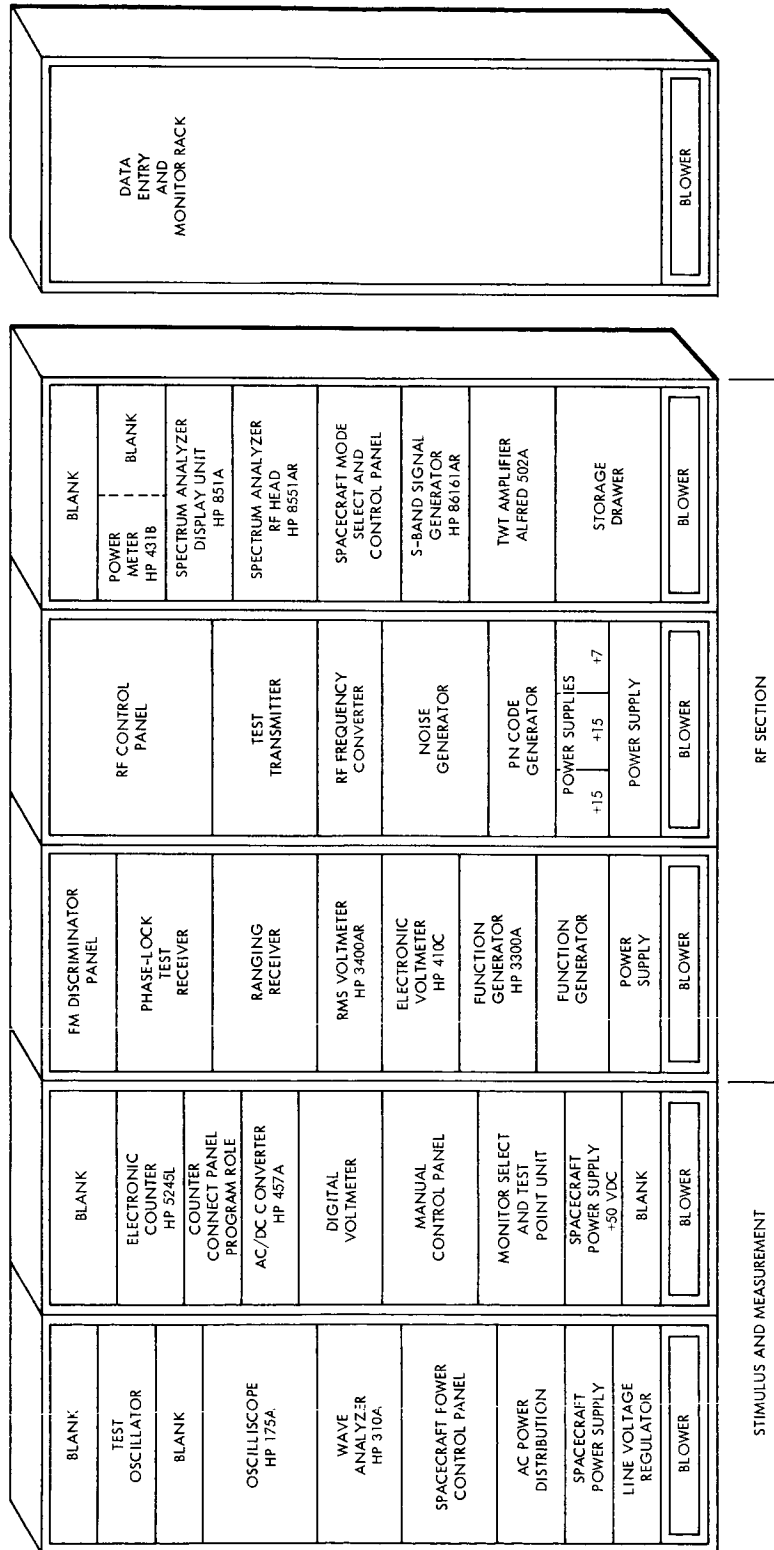 BLANK
TEST
OSCILLATOR
BLANK
OSCILLISCOPE
HP 175A
WAVE
ANALYZER
HP 310A
SPACECRAFT POWER
CONTROL PANEL
AC POWER
DISTRIBUTION
SPACECRAFT
POWER SUPPLY
LINE VOLTAGE
REGULATOR
BLOWER
BLANK
ELECTRONIC
COUNTER
HP 5245L
COUNTER
CONNECT PANEL
PROGRAM ROLE
AC/DC CONVERTER
HP 457A
DIGITAL
VOLTMETER
MANUAL
CONTROL PANEL
MONITOR SELECT
AND TEST
POINT UNIT
SPACECRAFT
POWER SUPPLY
+50 VDC
BLANK
BLOWER
STIMULUS AND MEASUREMENT
FM DISCRIMINATOR
PANEL
PHASE-LOCK
TEST
RECEIVER
RANGING
RECEIVER
RMS VOLTMETER
HP 3400AR
ELECTRONIC
VOLTMETER
HP 410C
FUNCTION
GENERATOR
HP 3300A
FUNCTION
GENERATOR
POWER
SUPPLY
BLOWER
RF CONTROL
PANEL
TEST
TRANSMITTER
RF FREQUENCY
CONVERTER
NOISE
GENERATOR
PN CODE
GENERATOR
POWER SUPPLIES
+15 +15 +7
POWER SUPPLY
BLOWER
BLANK
POWER
METER
HP 431B
BLANK
SPECTRUM ANALYZER
DISPLAY UNIT
HP 851A
SPECTRUM ANALYZER
RF HEAD
HP 8551AR
SPACECRAFT MODE
SELECT AND
CONTROL PANEL
S-BAND SIGNAL
GENERATOR
HP 86161AR
TWT AMPLIFIER
ALFRED 502A
STORAGE
DRAWER
BLOWER
RF SECTION
DATA
ENTRY
AND
MONITOR RACK
BLOWER